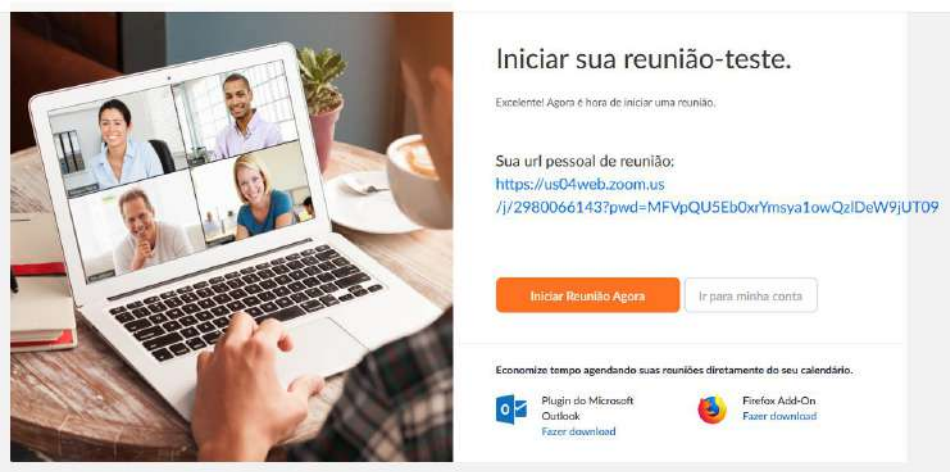 Iniciar sua reunião-teste.
Excelente! Agora é hora de iniciar uma reunião.
Sua url pessoal de reunião:
https://us04web.zoom.us
/j/2980066143?pwd=MFVpQU5Eb0xrYmsya1owQzlDeW9jUT09
Iniciar Reunião Agora
Ir para minha conta
Economize tempo agendando suas reuniões diretamente do seu calendário.
Plugin do Microsoft
Outlook
Fazer download
Firefox Add-On
Fazer download